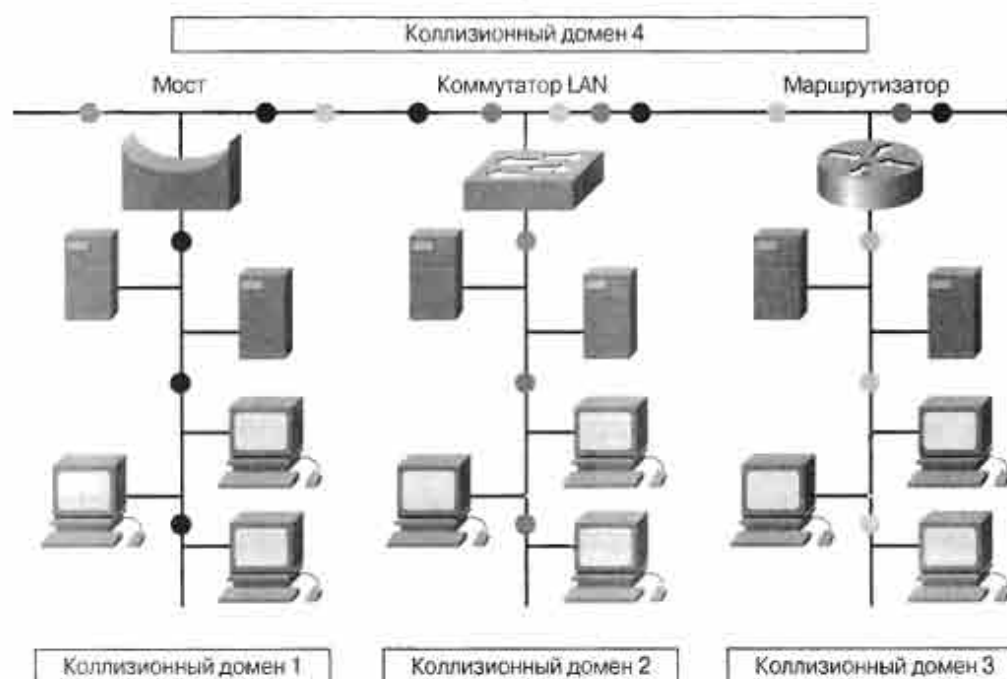 Коллизионный домен 4
Мост
Коммутатор LAN
Маршрутизатор
Коллизионный домен 1
Коллизионный домен 2
Коллизионный домен 3